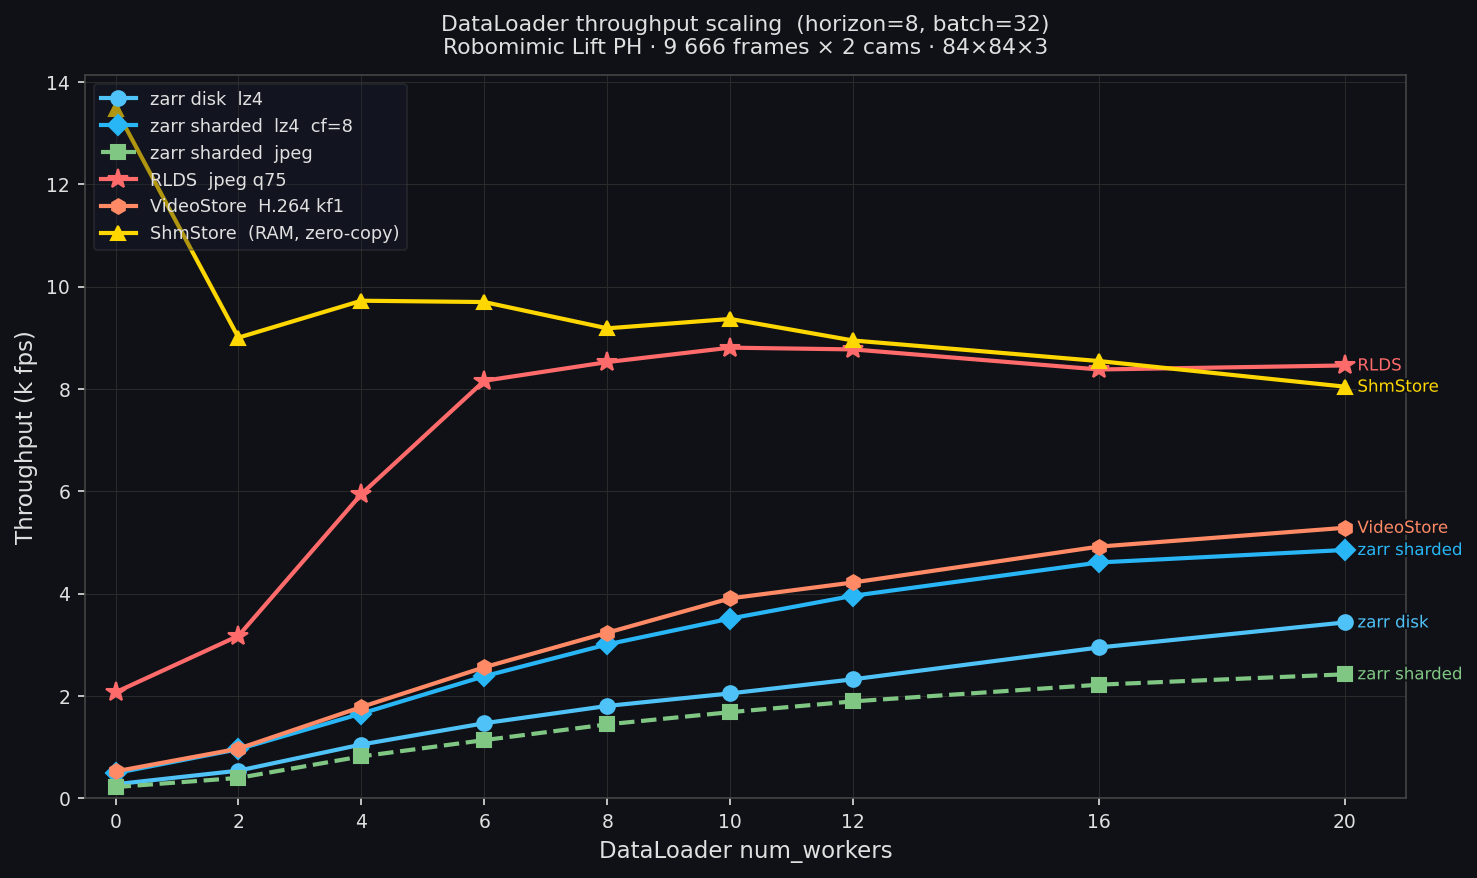 DataLoader throughput scaling  (horizon=8, batch=32)
Robomimic Lift PH · 9 666 frames × 2 cams · 84×84×3
Throughput (k fps)
14
12
10
8
6
4
2
0
zarr disk  lz4
zarr sharded  lz4  cf=8
zarr sharded  jpeg
RLDS  jpeg q75
VideoStore  H.264 kf1
ShmStore  (RAM, zero-copy)
RLDS
ShmStore
VideoStore
zarr sharded
zarr disk
zarr sharded
0 2 4 6 8 10 12 16 20
DataLoader num_workers